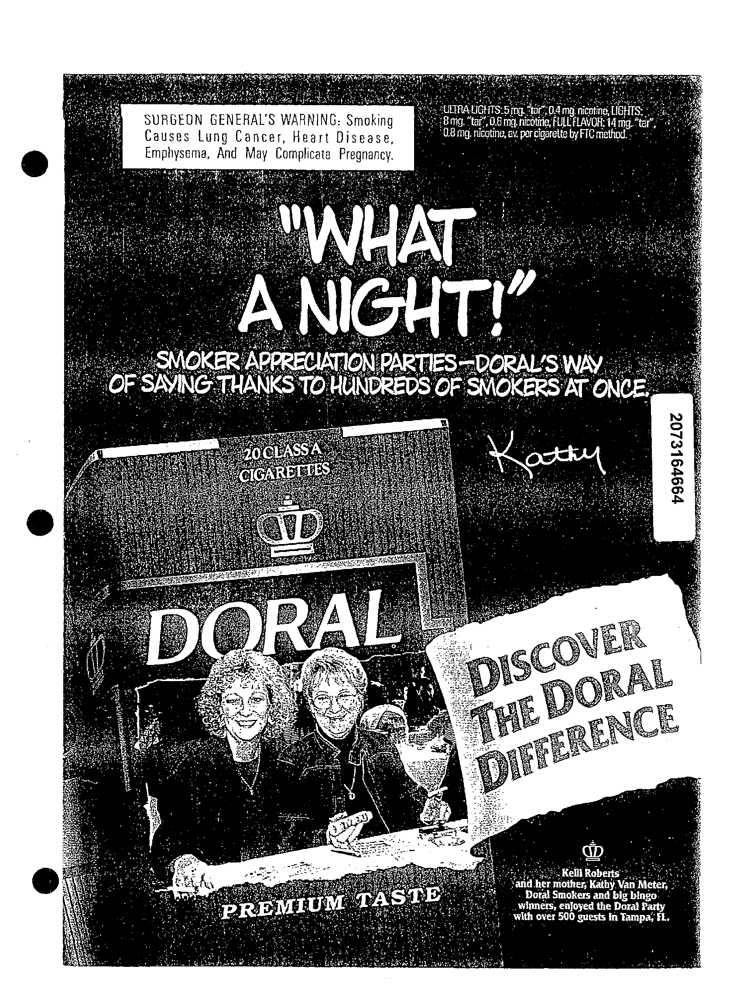 SURGEON GENERAL'S WARNING: Smoking
Causes Lung Cancer, Heart Disease,
Emphysema, And May Complicate Pregnancy.
ULTRA LIGHTS: 5 mg. "tar", 0.4 mg. nicotine, LIGHTS:
8 mg. "tar", 0.6 mg. nicotine, FULL FLAVOR: 14 mg. "tar",
0.8 mg. nicotine, av. per cigarette by FTC method.
"WHAT
A NIGHT!"
SMOKER APPRECIATION PARTIES—DORAL'S WAY
OF SAYING THANKS TO HUNDREDS OF SMOKERS AT ONCE.
Kathy
2073164664
20 CLASS A
CIGARETTES
D
DORAL
DISCOVER
THE DORAL
DIFFERENCE
PREMIUM TASTE
D
Kelli Roberts
and her mother, Kathy Van Meter,
Doral Smokers and big bingo
winners, enjoyed the Doral Party
with over 500 guests in Tampa, FL.